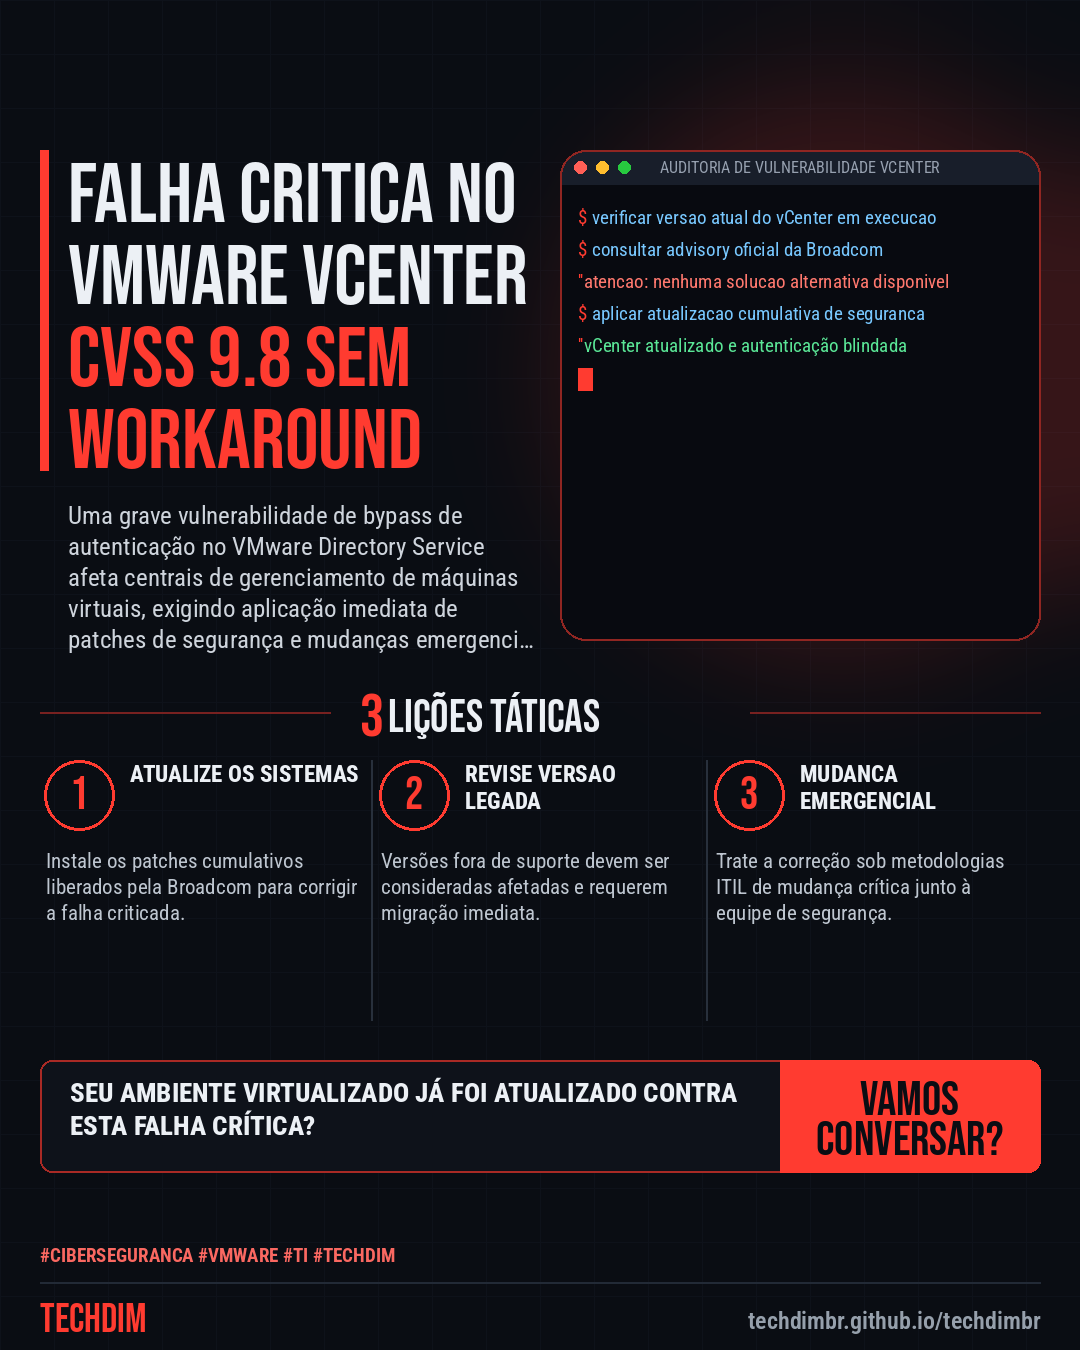 FALHA CRITICA NO
VMWARE VCENTER
CVSS 9.8 SEM
WORKAROUND
Uma grave vulnerabilidade de bypass de
autenticação no VMware Directory Service
afeta centrais de gerenciamento de máquinas
virtuais, exigindo aplicação imediata de
patches de segurança e mudanças emergenci...
AUDITORIA DE VULNERABILIDADE VCENTER
$ verificar versao atual do vCenter em execucao
$ consultar advisory oficial da Broadcom
"atencao: nenhuma solucao alternativa disponivel
$ aplicar atualizacao cumulativa de seguranca
"vCenter atualizado e autenticação blindada
3 LIÇÕES TÁTICAS
1
ATUALIZE OS SISTEMAS
Instale os patches cumulativos
liberados pela Broadcom para corrigir
a falha criticada.
2
REVISE VERSAO
LEGADA
Versões fora de suporte devem ser
consideradas afetadas e requerem
migração imediata.
3
MUDANCA
EMERGENCIAL
Trate a correção sob metodologias
ITIL de mudança crítica junto à
equipe de segurança.
SEU AMBIENTE VIRTUALIZADO JÁ FOI ATUALIZADO CONTRA
ESTA FALHA CRÍTICA?
VAMOS
CONVERSAR?
#CIBERSEGURANCA #VMWARE #TI #TECHDIM
TECHDIM
techdimbr.github.io/techdimbr